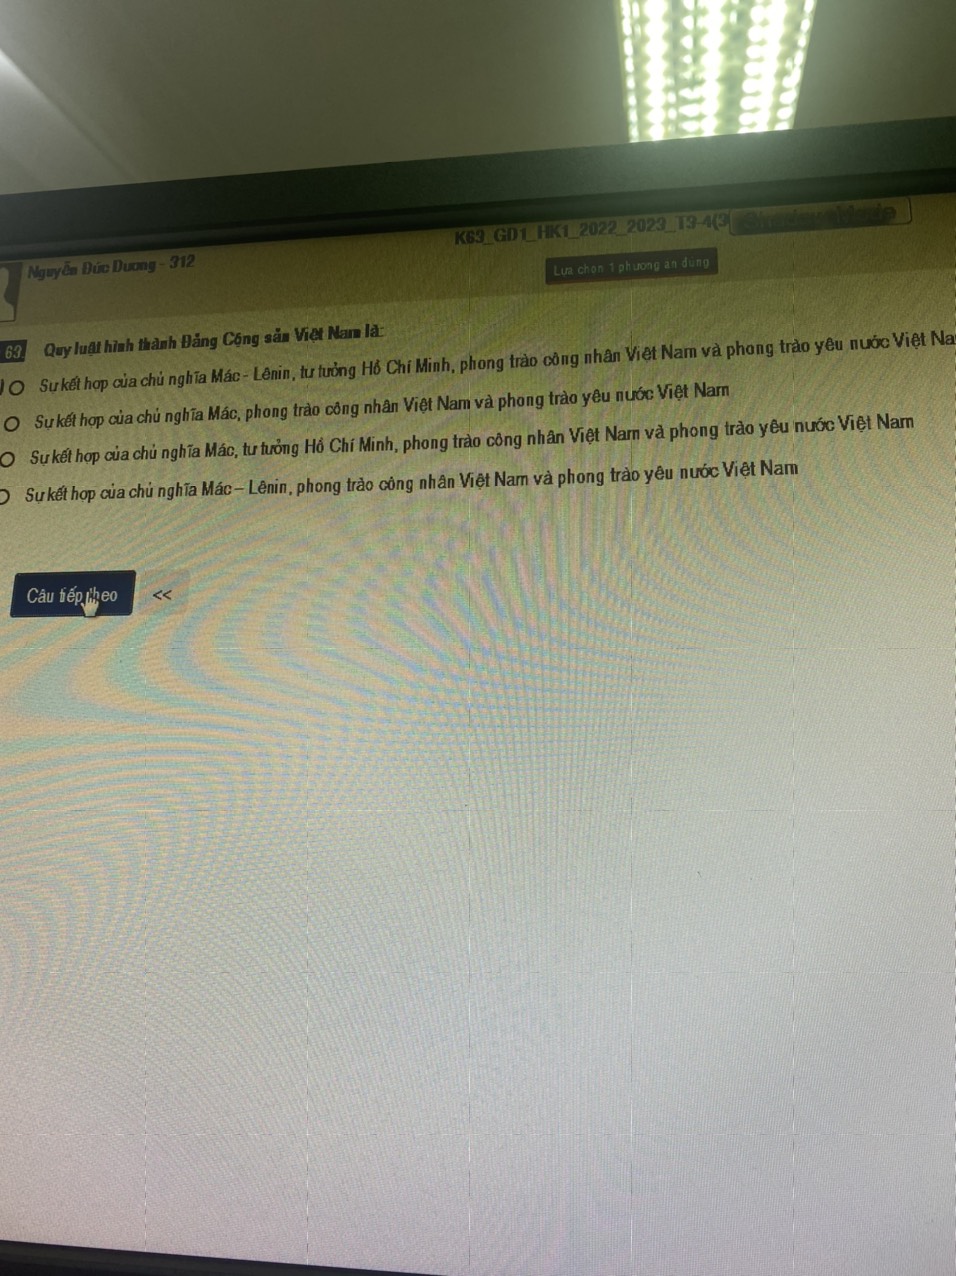 K63_GD1_HK1_2022_2023_T3-4(3
Nguyễn Đức Dương - 312
Lựa chọn 1 phương án đúng
63 Quy luật hình thành Đảng Cộng sản Việt Nam là:
Sự kết hợp của chủ nghĩa Mác - Lênin, tư tưởng Hồ Chí Minh, phong trào công nhân Việt Nam và phong trào yêu nước Việt Na
Sự kết hợp của chủ nghĩa Mác, phong trào công nhân Việt Nam và phong trào yêu nước Việt Nam
Sự kết hợp của chủ nghĩa Mác, tư tưởng Hồ Chí Minh, phong trào công nhân Việt Nam và phong trào yêu nước Việt Nam
Sự kết hợp của chủ nghĩa Mác – Lênin, phong trào công nhân Việt Nam và phong trào yêu nước Việt Nam
Câu tiếp theo <<